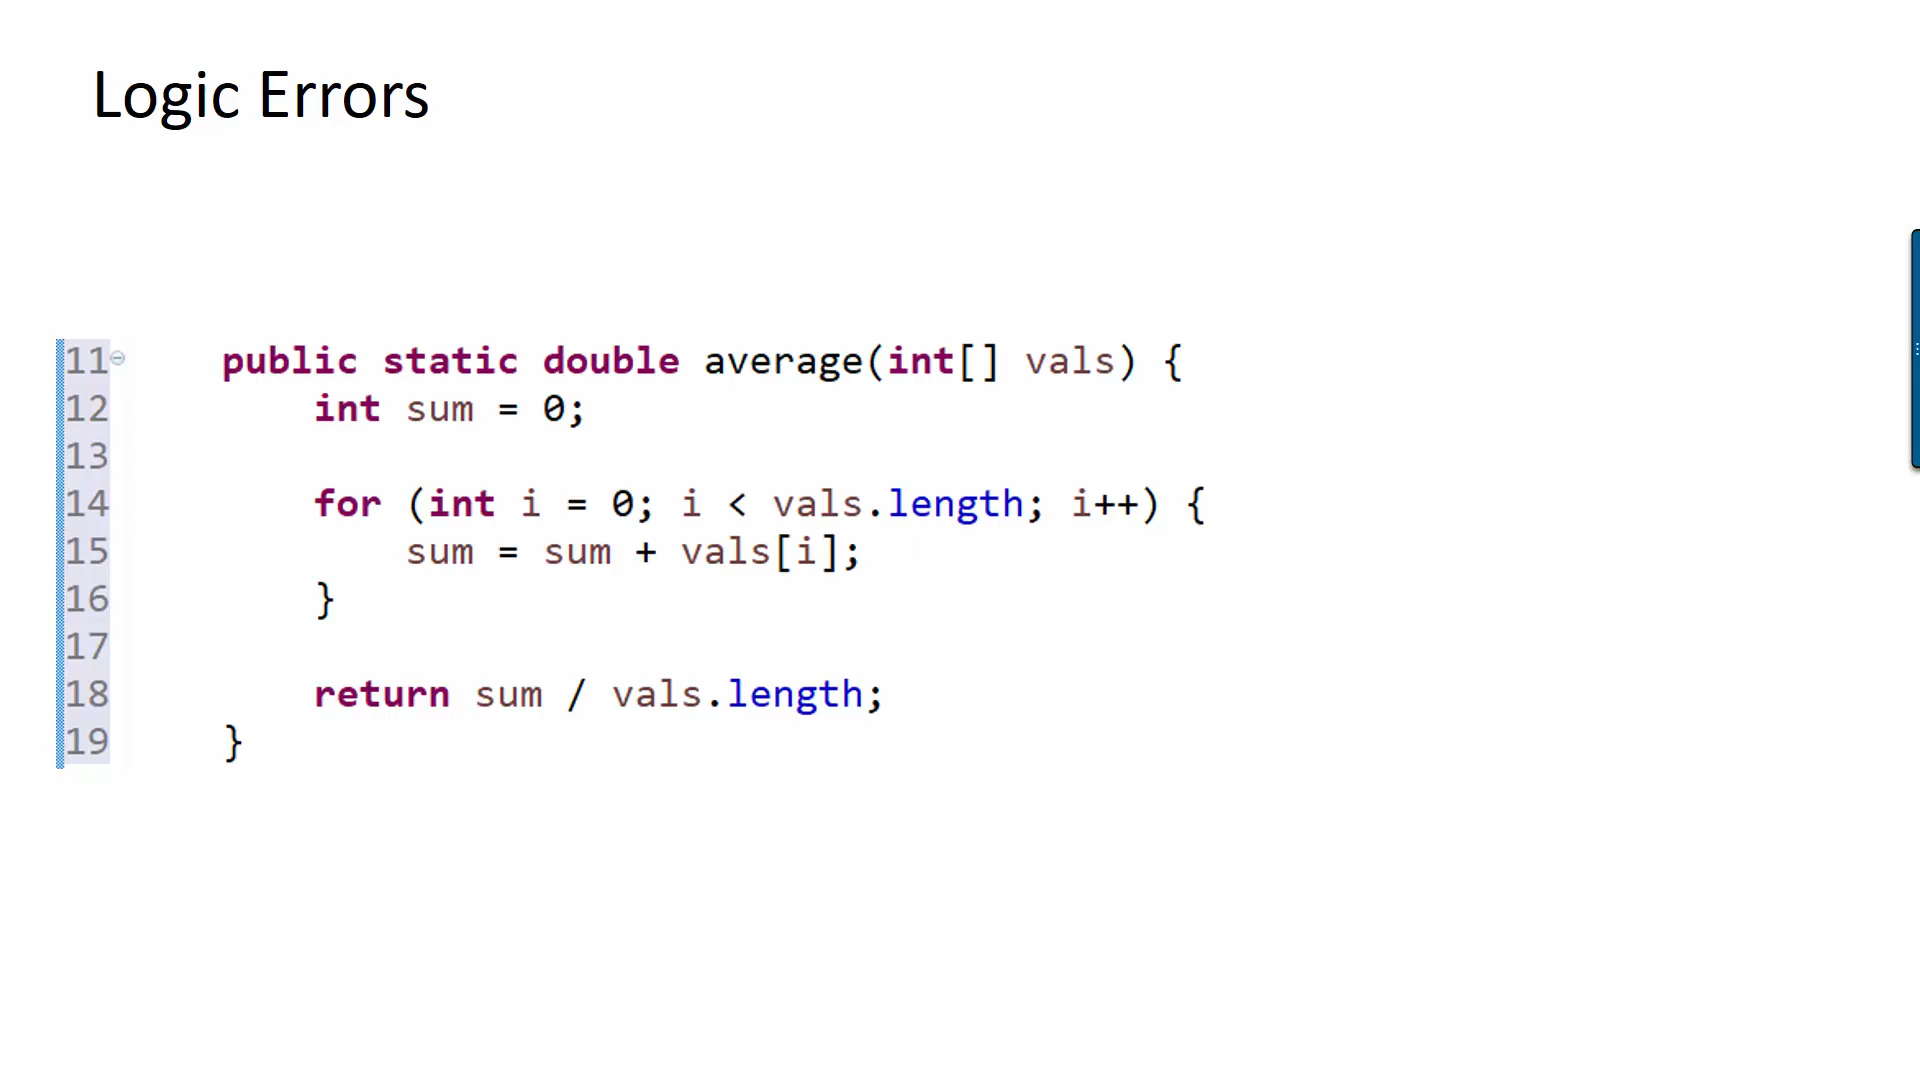 Logic Errors
11 public static double average(int[] vals) {
12 int sum = 0;
13
14 for (int i = 0; i < vals.length; i++) {
15 sum = sum + vals[i];
16 }
17
18 return sum / vals.length;
19 }